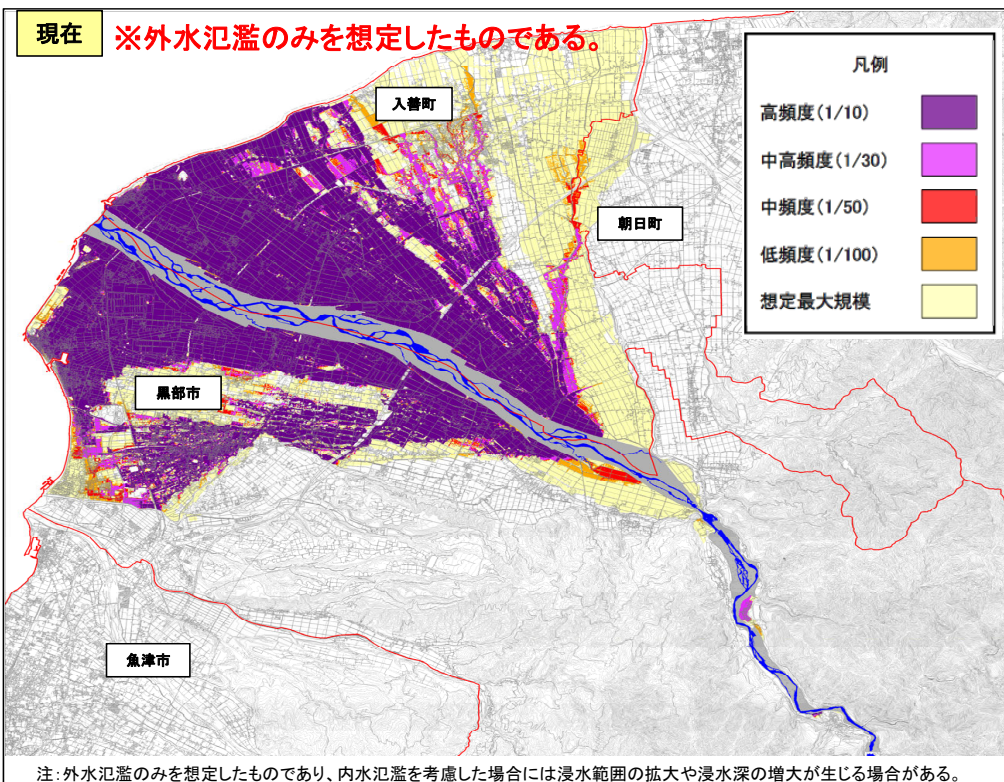 現在
※外水氾濫のみを想定したものである。
凡例
高頻度(1/10)
中高頻度(1/30)
中頻度(1/50)
低頻度(1/100)
想定最大規模
入善町
朝日町
黒部市
魚津市
注:外水氾濫のみを想定したものであり、内水氾濫を考慮した場合には浸水範囲の拡大や浸水深の増大が生じる場合がある。